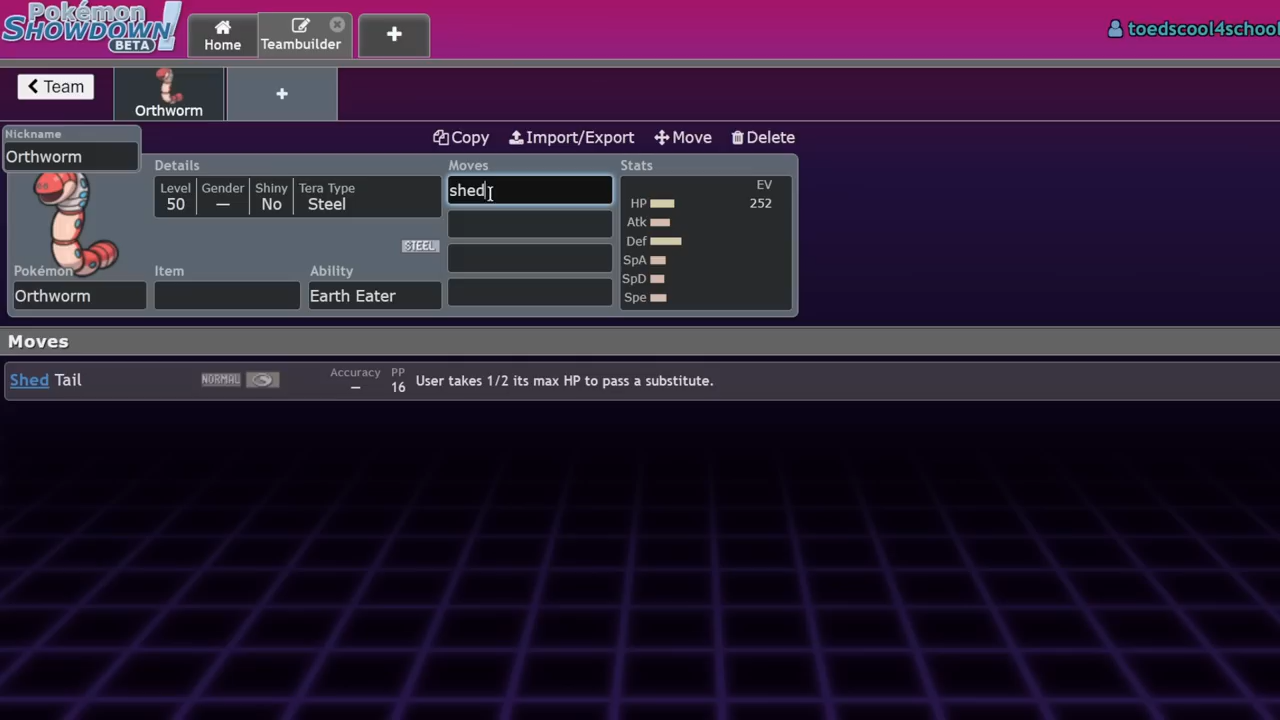 Pokémon
SHOWDOWN!
BETA
Home
Teambuilder
+
toedscool4school
Team
Orthworm
+
Nickname
Orthworm
Copy
Import/Export
Move
Delete
Details
Moves
Stats
Level
Gender
Shiny
Tera Type
50
—
No
Steel
shed
EV
HP
252
Atk
Def
SpA
SpD
Spe
STEEL
Pokémon
Item
Ability
Orthworm
Earth Eater
Moves
Shed Tail
NORMAL
Accuracy
—
PP
16
User takes 1/2 its max HP to pass a substitute.